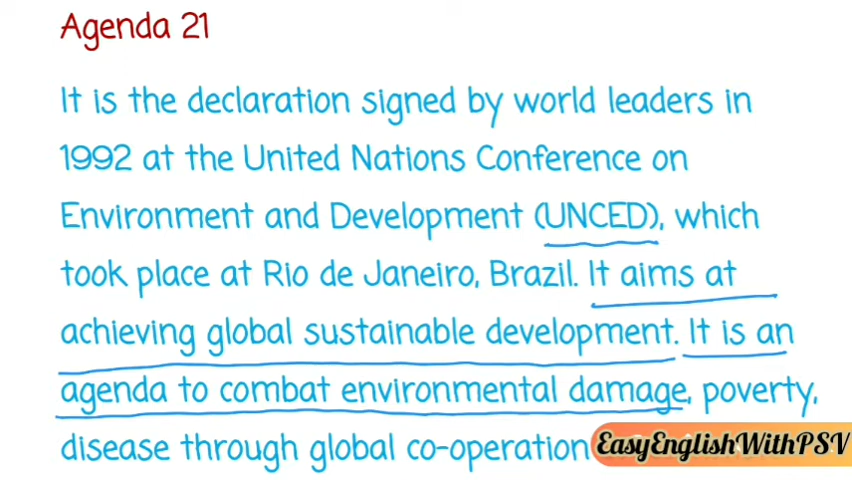 Agenda 21
It is the declaration signed by world leaders in
1992 at the United Nations Conference on
Environment and Development (UNCED), which
took place at Rio de Janeiro, Brazil. It aims at
achieving global sustainable development. It is an
agenda to combat environmental damage, poverty,
disease through global co-operation
EasyEnglishWithPSV